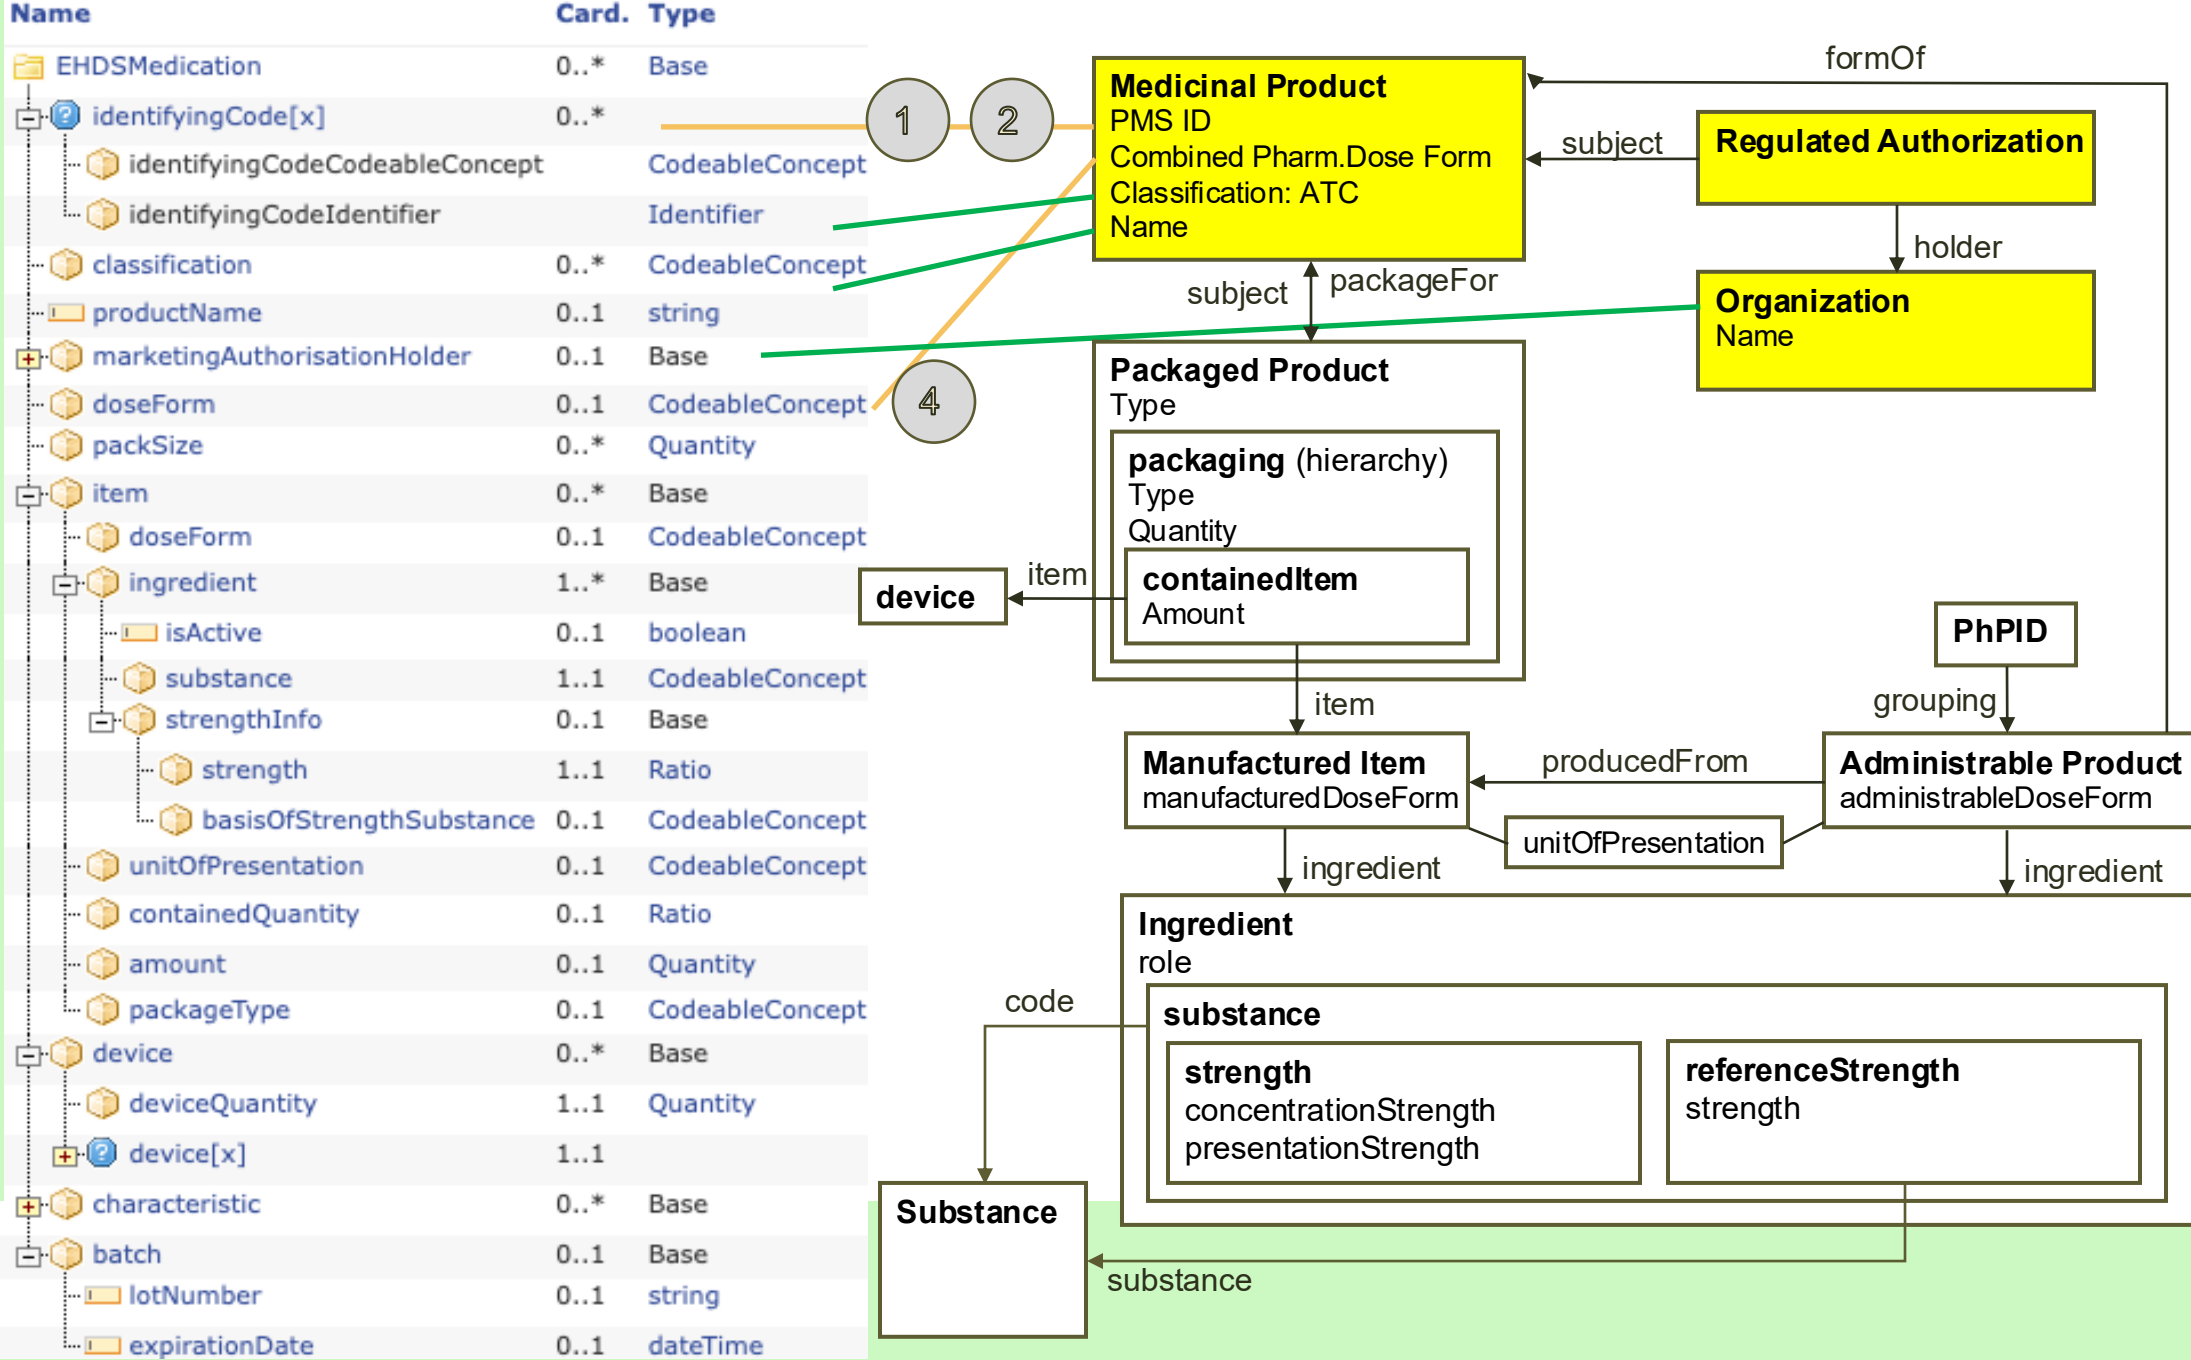 Name Card. Type
EHDSMedication 0..* Base
identifyingCode[x] 0..*
identifyingCodeCodeableConcept CodeableConcept
identifyingCodeIdentifier Identifier
classification 0..* CodeableConcept
productName 0..1 string
marketingAuthorisationHolder 0..1 Base
doseForm 0..1 CodeableConcept
packSize 0..* Quantity
item 0..* Base
doseForm 0..1 CodeableConcept
ingredient 1..* Base
isActive 0..1 boolean
substance 1..1 CodeableConcept
strengthInfo 0..1 Base
strength 1..1 Ratio
basisOfStrengthSubstance 0..1 CodeableConcept
unitOfPresentation 0..1 CodeableConcept
containedQuantity 0..1 Ratio
amount 0..1 Quantity
packageType 0..1 CodeableConcept
device 0..* Base
deviceQuantity 1..1 Quantity
device[x] 1..1
characteristic 0..* Base
batch 0..1 Base
lotNumber 0..1 string
expirationDate 0..1 dateTime
1
2
4
Medicinal Product
PMS ID
Combined Pharm.Dose Form
Classification: ATC
Name
formOf
subject
Regulated Authorization
holder
Organization
Name
subject
packageFor
Packaged Product
Type
packaging (hierarchy)
Type
Quantity
containedItem
Amount
item
device
item
PhPID
grouping
Manufactured Item
manufacturedDoseForm
producedFrom
Administrable Product
administrableDoseForm
unitOfPresentation
ingredient
ingredient
Ingredient
role
code
substance
strength
concentrationStrength
presentationStrength
referenceStrength
strength
Substance
substance